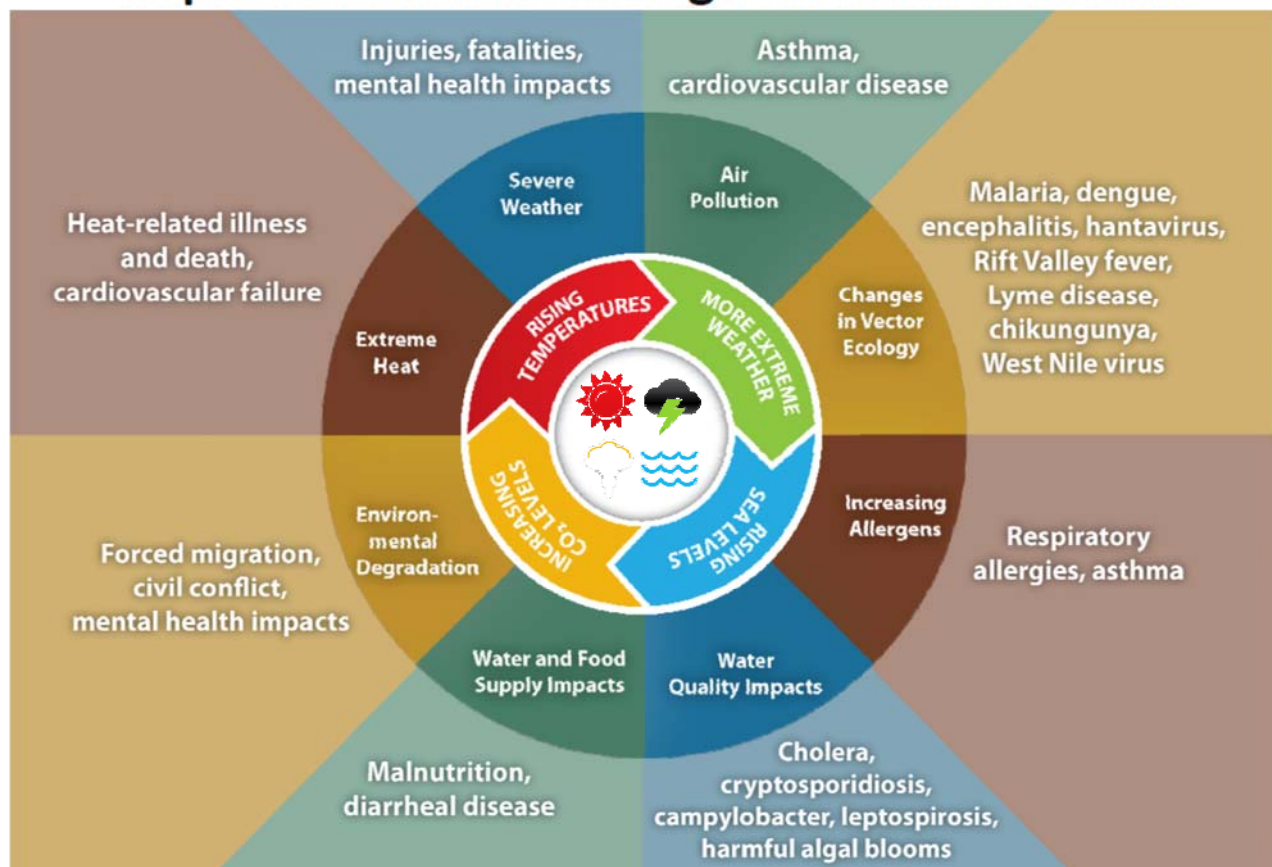 Injuries, fatalities,
mental health impacts
Asthma,
cardiovascular disease
Severe
Weather
Air
Pollution
Heat-related illness
and death,
cardiovascular failure
Malaria, dengue,
encephalitis, hantavirus,
Rift Valley fever,
Lyme disease,
chikungunya,
West Nile virus
Extreme
Heat
Changes
in Vector
Ecology
RISING
TEMPERATURES
MORE EXTREME
WEATHER
INCREASING
CO₂ LEVELS
RISING
SEA LEVELS
Environ-
mental
Degradation
Increasing
Allergens
Forced migration,
civil conflict,
mental health impacts
Respiratory
allergies, asthma
Water and Food
Supply Impacts
Water
Quality Impacts
Malnutrition,
diarrheal disease
Cholera,
cryptosporidiosis,
campylobacter, leptospirosis,
harmful algal blooms